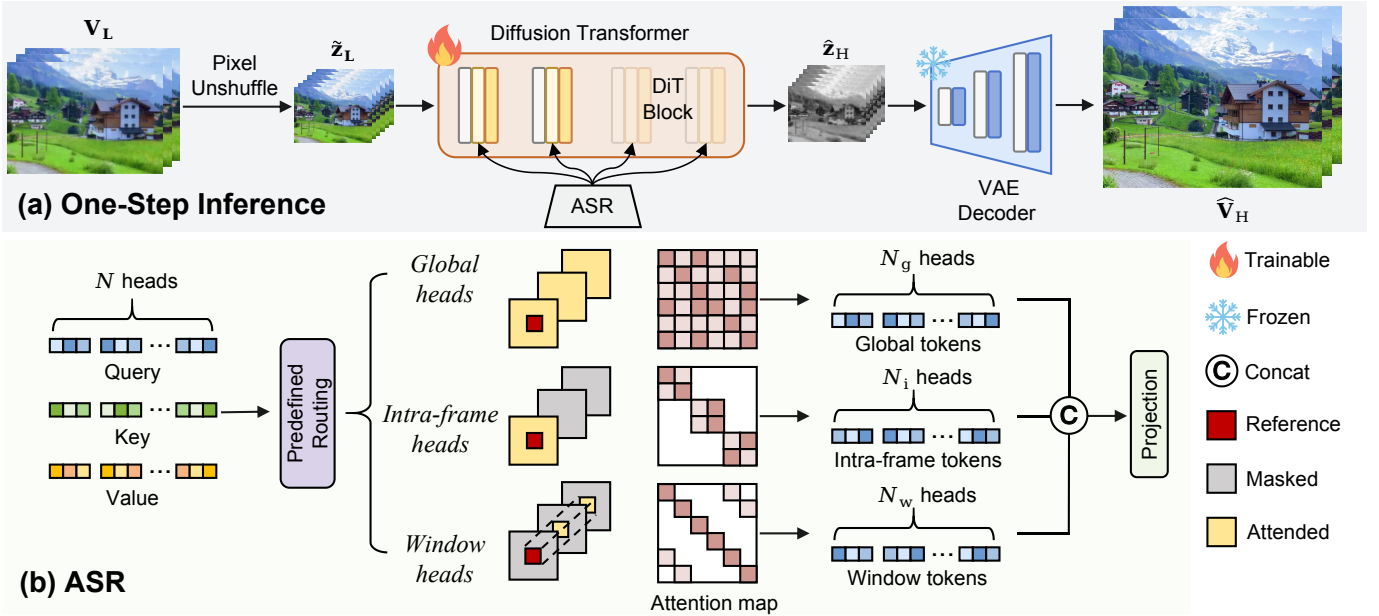 V_L
Pixel
Unshuffle
z̃_L
Diffusion Transformer
DiT
Block
ASR
ẑ_H
VAE
Decoder
V̂_H
(a) One-Step Inference
N heads
Query
Key
Value
Predefined
Routing
Global
heads
Intra-frame
heads
Window
heads
Attention map
N_g heads
Global tokens
N_i heads
Intra-frame tokens
N_w heads
Window tokens
C
Projection
Trainable
Frozen
C Concat
Reference
Masked
Attended
(b) ASR